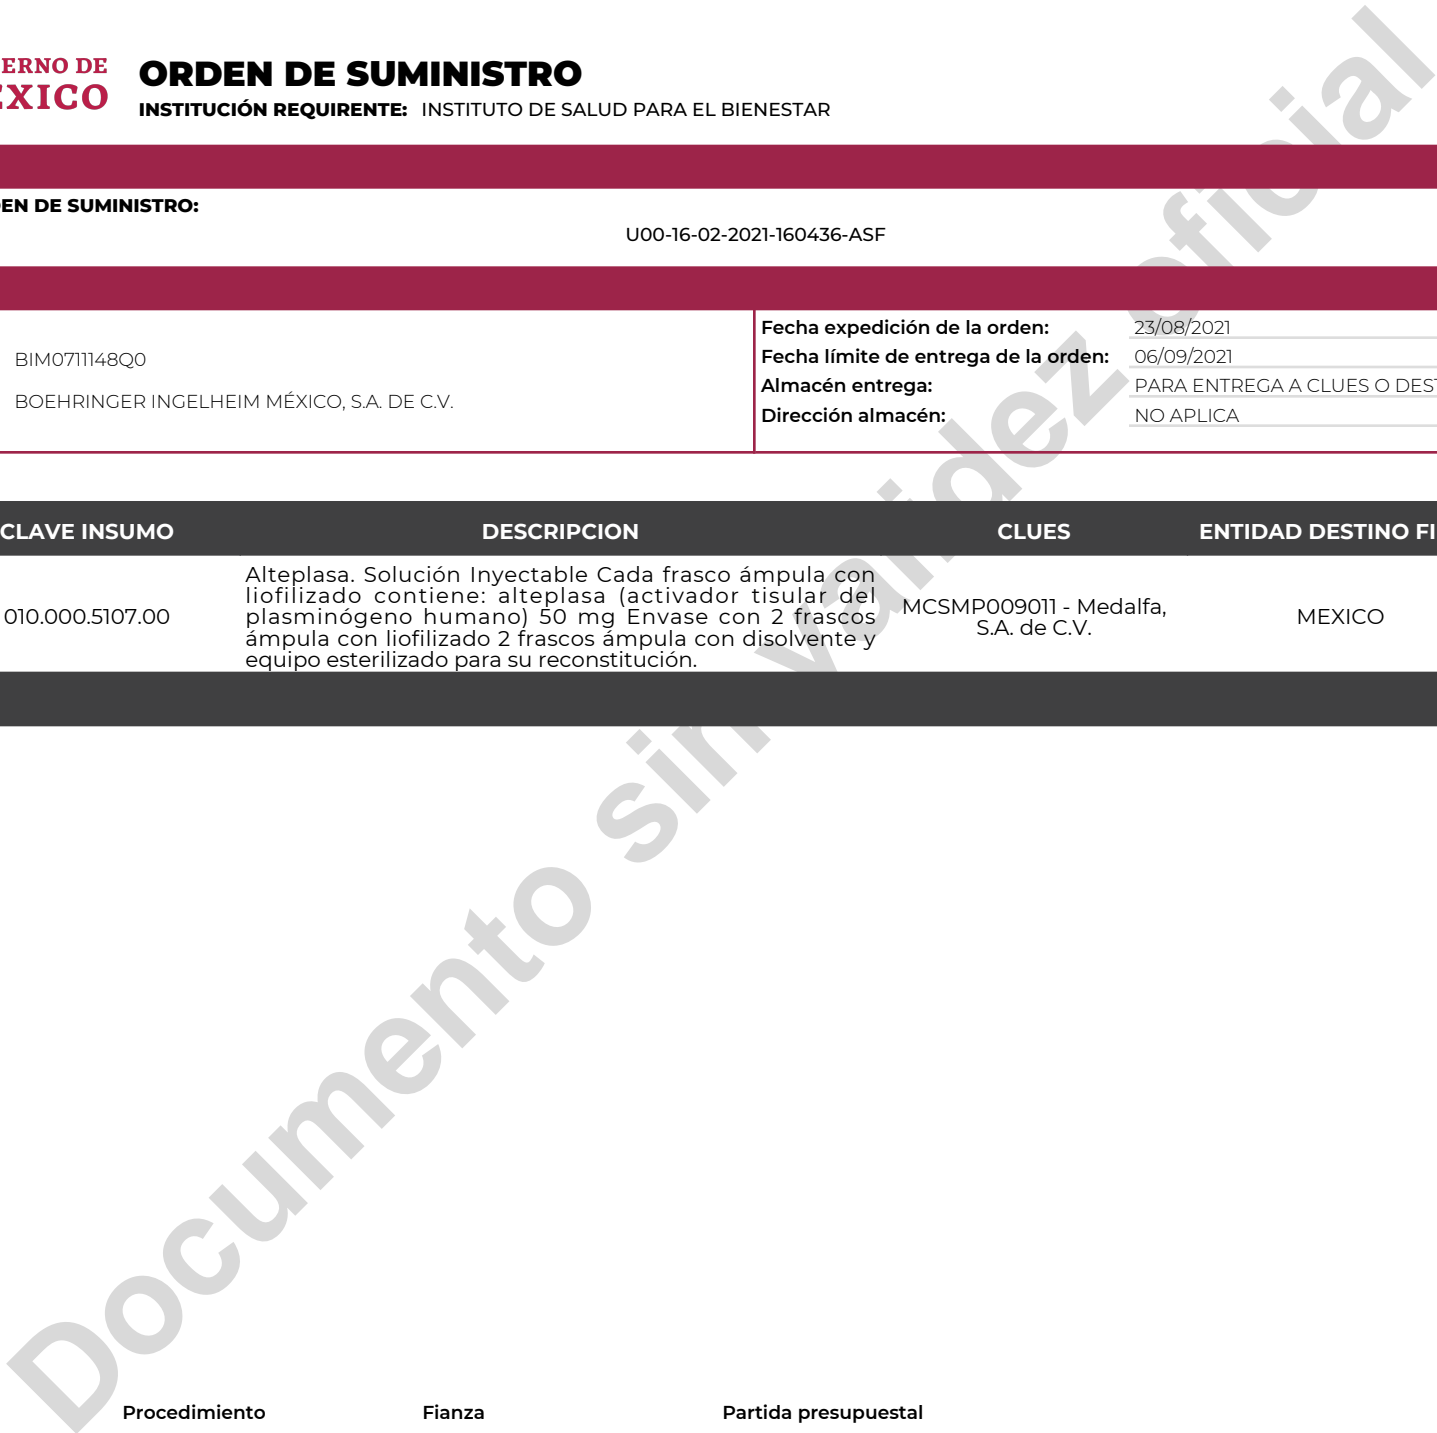 ERNO DE
ÉXICO
ORDEN DE SUMINISTRO
INSTITUCIÓN REQUIRENTE: INSTITUTO DE SALUD PARA EL BIENESTAR
EN DE SUMINISTRO:
U00-16-02-2021-160436-ASF
BIM0711148Q0
BOEHRINGER INGELHEIM MÉXICO, S.A. DE C.V.
Fecha expedición de la orden: 23/08/2021
Fecha límite de entrega de la orden: 06/09/2021
Almacén entrega: PARA ENTREGA A CLUES O DEST
Dirección almacén: NO APLICA
CLAVE INSUMO DESCRIPCION CLUES ENTIDAD DESTINO FI
010.000.5107.00
Alteplasa. Solución Inyectable Cada frasco ámpula con
liofilizado contiene: alteplasa (activador tisular del
plasminógeno humano) 50 mg Envase con 2 frascos
ámpula con liofilizado 2 frascos ámpula con disolvente y
equipo esterilizado para su reconstitución.
MCSMP009011 - Medalfa,
S.A. de C.V.
MEXICO
Documento sin validez oficial
Procedimiento Fianza Partida presupuestal